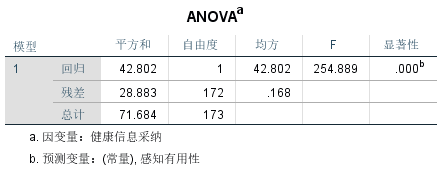 ANOVAa
模型 平方和 自由度 均方 F 显著性
1 回归 42.802 1 42.802 254.889 .000b
残差 28.883 172 .168
总计 71.684 173
a. 因变量：健康信息采纳
b. 预测变量：(常量), 感知有用性